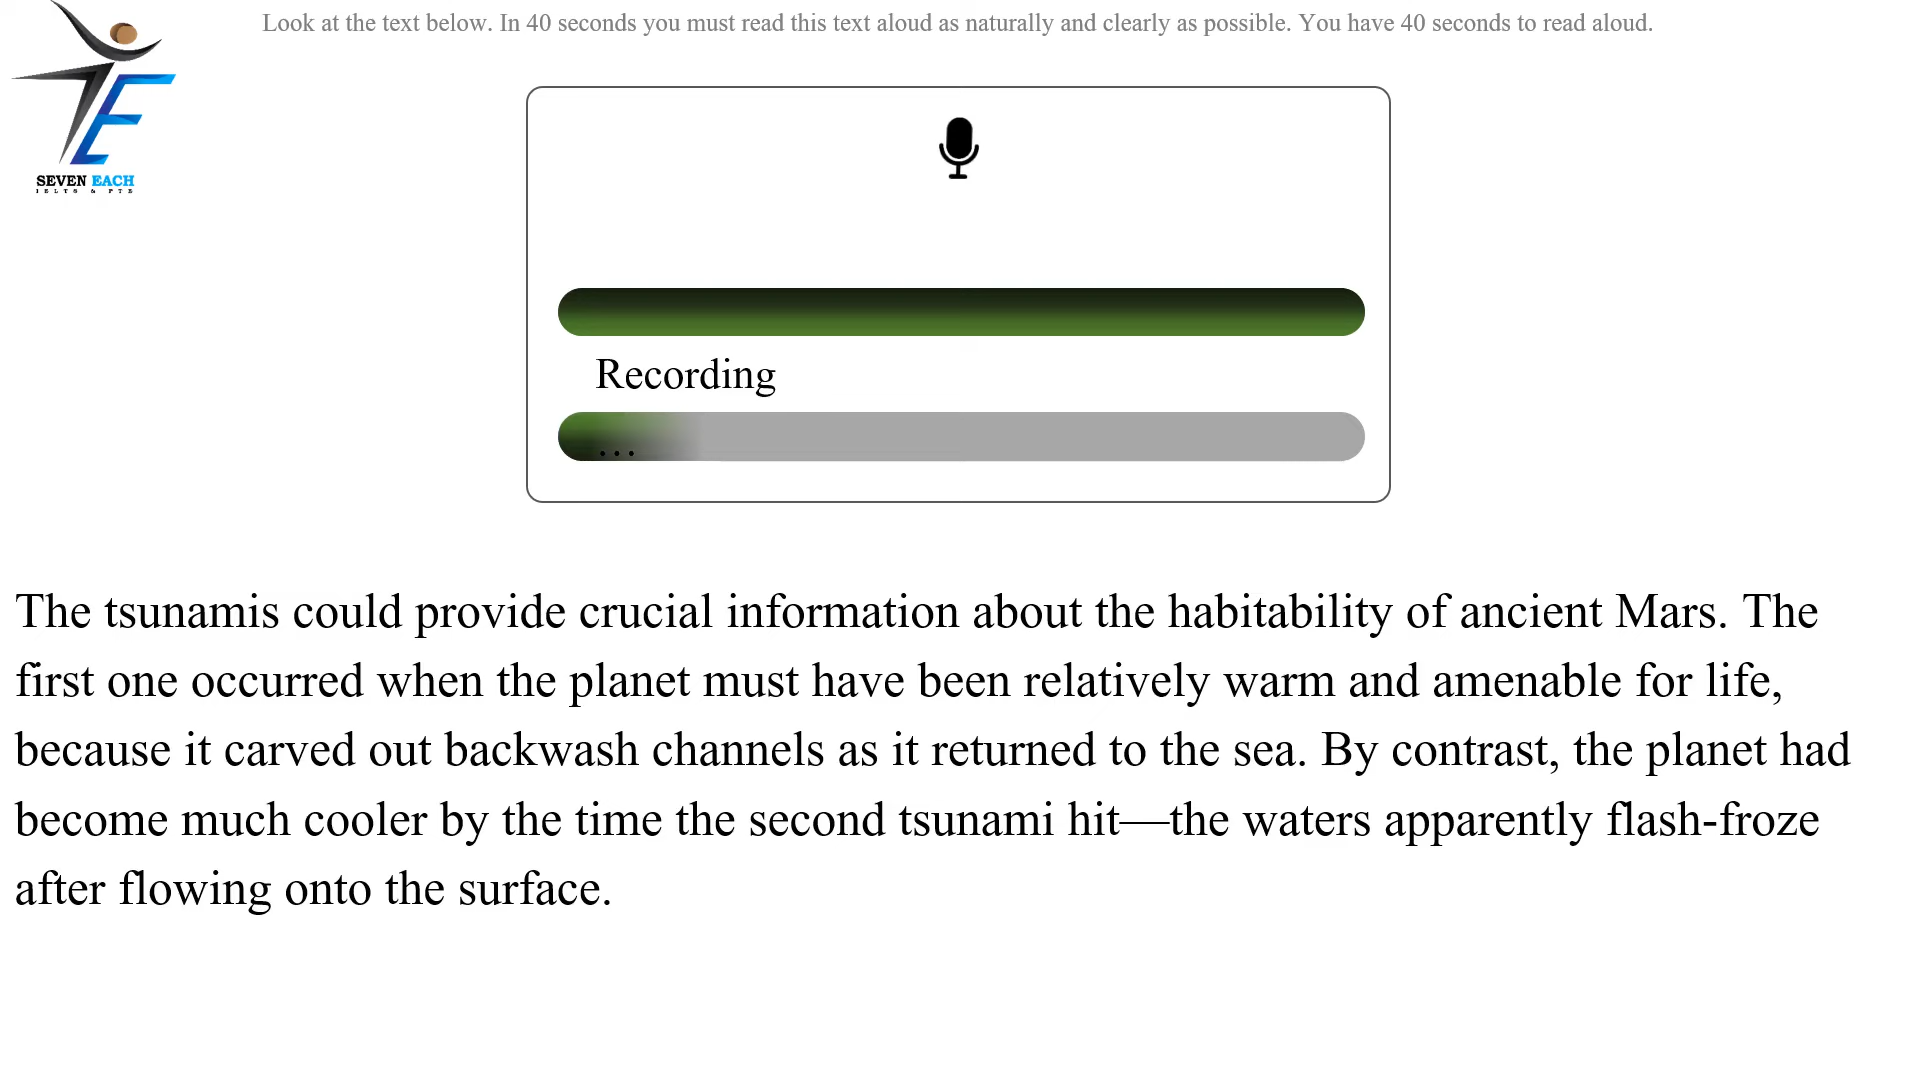 Look at the text below. In 40 seconds you must read this text aloud as naturally and clearly as possible. You have 40 seconds to read aloud.
SEVEN EACH
IELTS & PTE
Recording
...
The tsunamis could provide crucial information about the habitability of ancient Mars. The
first one occurred when the planet must have been relatively warm and amenable for life,
because it carved out backwash channels as it returned to the sea. By contrast, the planet had
become much cooler by the time the second tsunami hit—the waters apparently flash-froze
after flowing onto the surface.